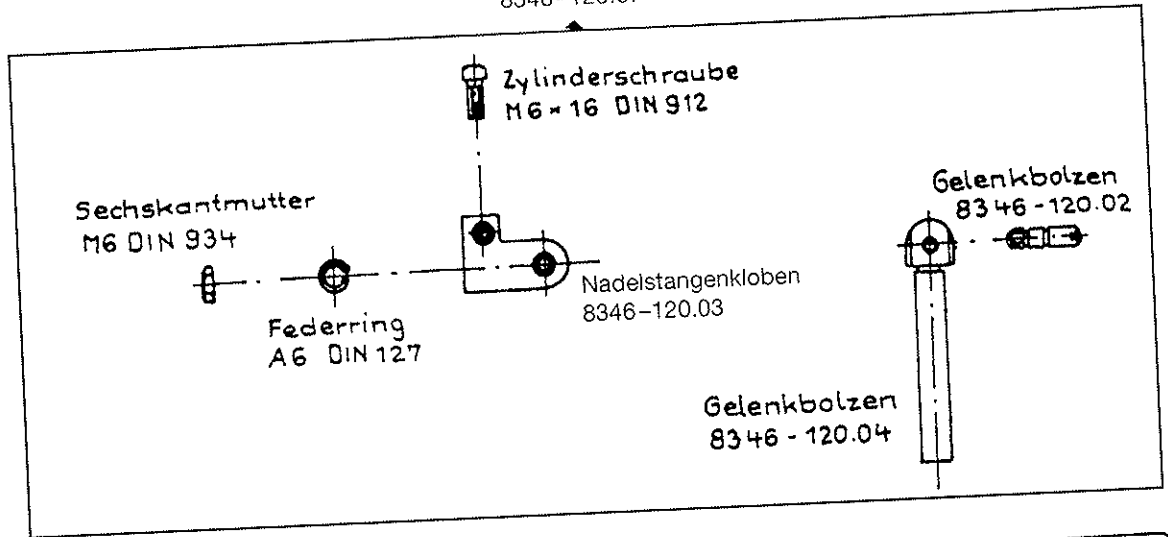 Zylinderschraube
M6×16 DIN 912
Sechskantmutter
M6 DIN 934
Gelenkbolzen
8346-120.02
Nadelstangenkloben
8346-120.03
Federring
A6 DIN 127
Gelenkbolzen
8346-120.04